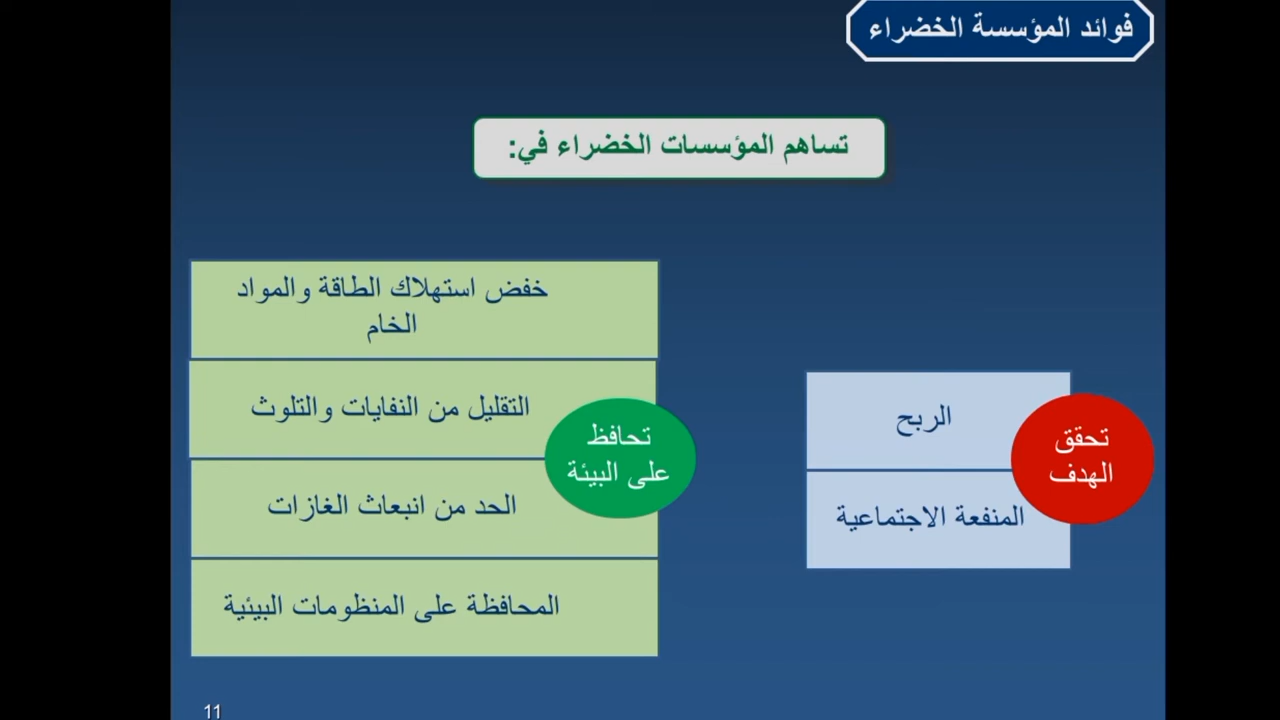 فوائد المؤسسة الخضراء
تساهم المؤسسات الخضراء في:
تحقق
الهدف
الربح
المنفعة الاجتماعية
تحافظ
على البيئة
خفض استهلاك الطاقة والمواد
الخام
التقليل من النفايات والتلوث
الحد من انبعاث الغازات
المحافظة على المنظومات البيئية
11